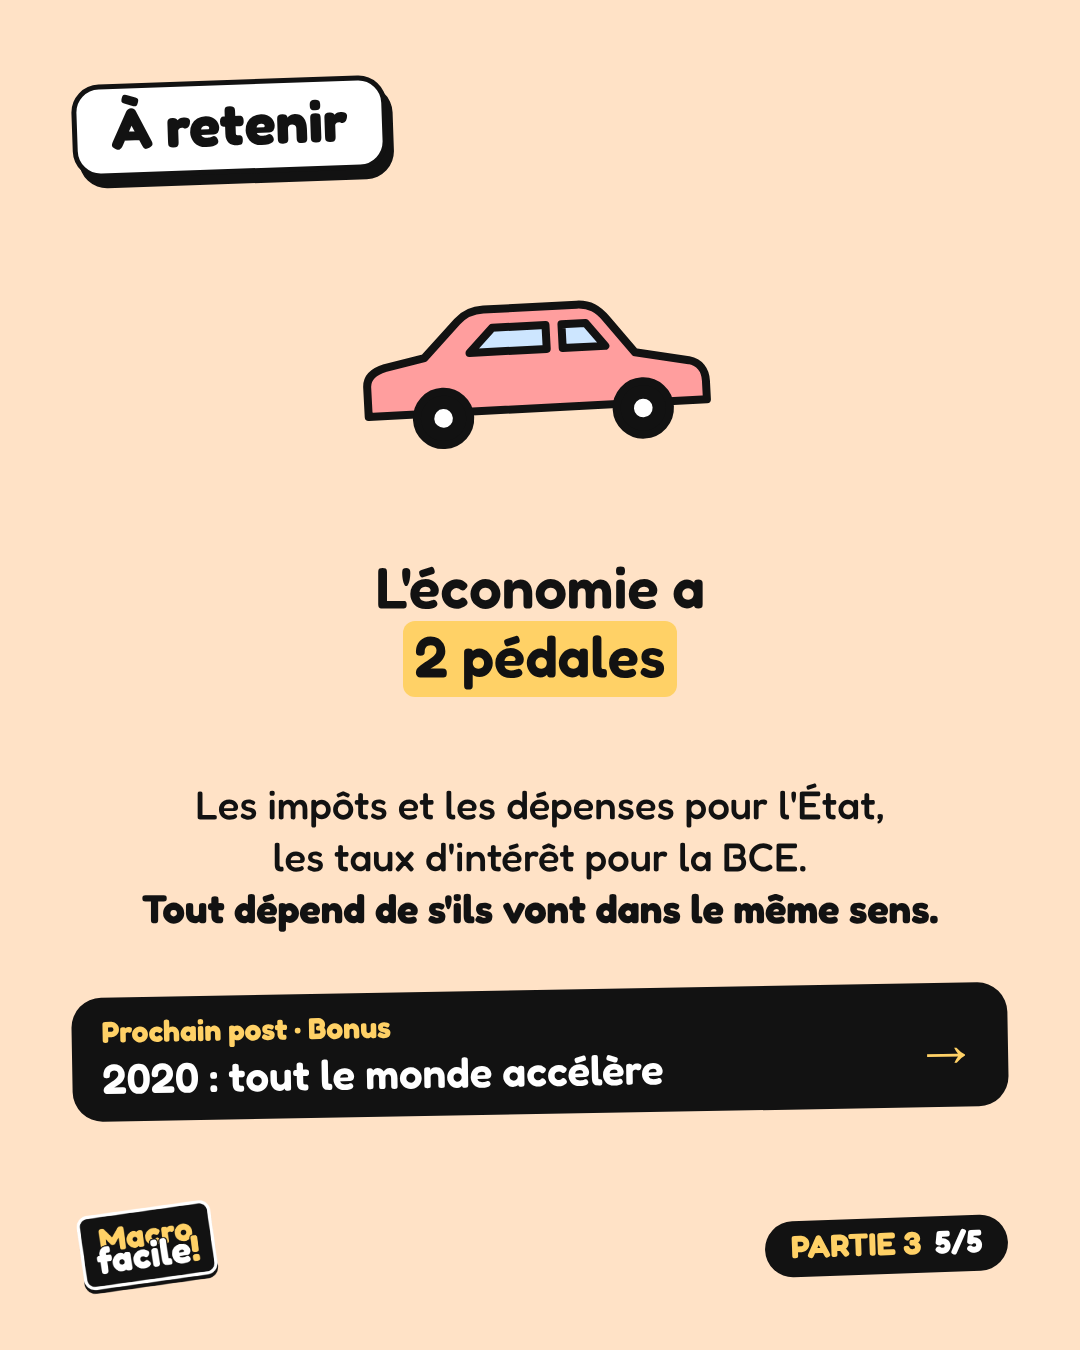 À retenir
L'économie a
2 pédales
Les impôts et les dépenses pour l'État,
les taux d'intérêt pour la BCE.
Tout dépend de s'ils vont dans le même sens.
Prochain post · Bonus
2020 : tout le monde accélère
→
Macro
facile!
PARTIE 3 5/5